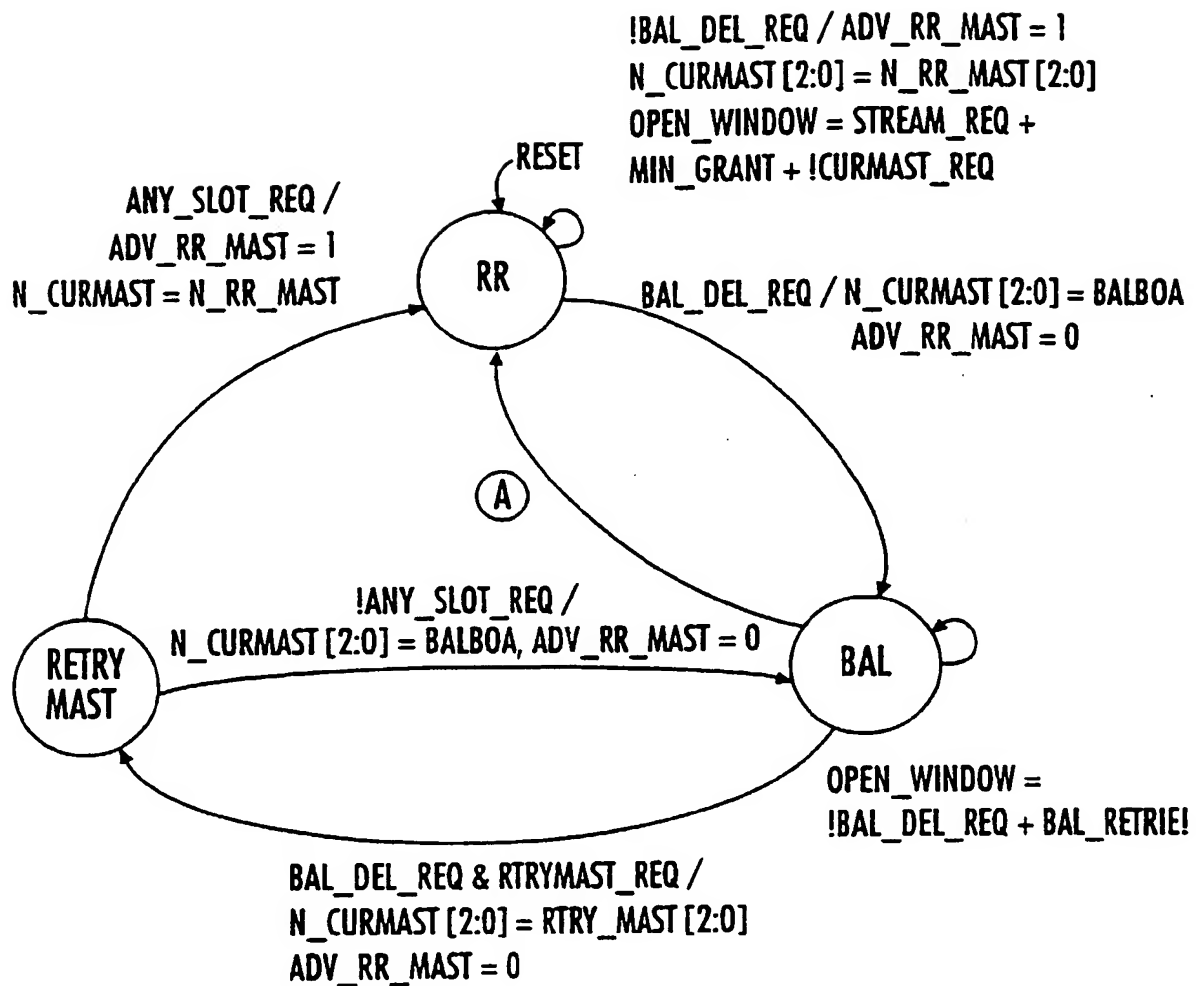 !BAL_DEL_REQ / ADV_RR_MAST = 1
N_CURMAST [2:0] = N_RR_MAST [2:0]
OPEN_WINDOW = STREAM_REQ +
MIN_GRANT + !CURMAST_REQ
RESET
ANY_SLOT_REQ /
ADV_RR_MAST = 1
N_CURMAST = N_RR_MAST
RR
BAL_DEL_REQ / N_CURMAST [2:0] = BALBOA
ADV_RR_MAST = 0
A
!ANY_SLOT_REQ /
N_CURMAST [2:0] = BALBOA, ADV_RR_MAST = 0
RETRY
MAST
BAL
OPEN_WINDOW =
!BAL_DEL_REQ + BAL_RETRIE!
BAL_DEL_REQ & RTRYMAST_REQ /
N_CURMAST [2:0] = RTRY_MAST [2:0]
ADV_RR_MAST = 0